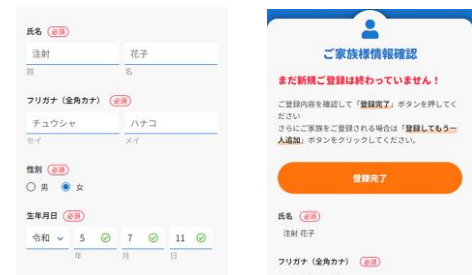 氏名 必須
注射 花子
姓 名
フリガナ（全角カナ） 必須
チュウシャ ハナコ
セイ メイ
性別 必須
男 女
生年月日 必須
令和 5 7 11
年 月 日
ご家族様情報確認
まだ新規ご登録は終わっていません！
ご登録内容を確認して「登録完了」ボタンを押してく
ださい
さらにご家族をご登録される場合は「登録してもう一
人追加」ボタンをクリックしてください。
登録完了
氏名 必須
注射 花子
フリガナ（全角カナ） 必須